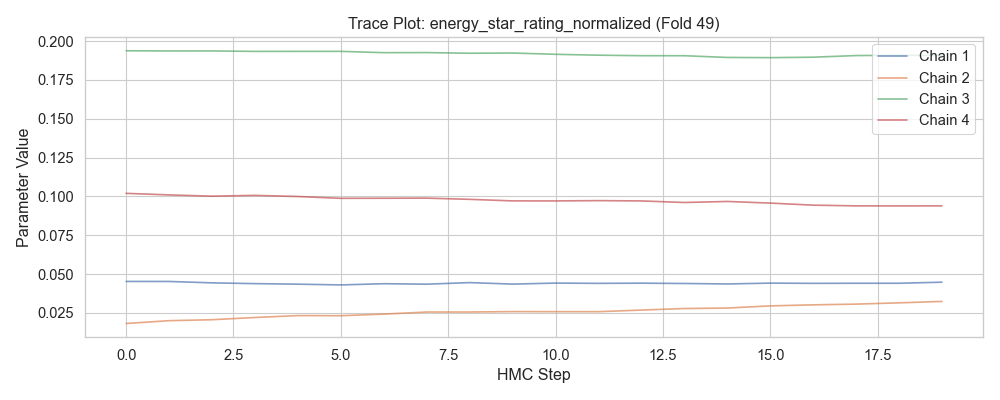 Trace Plot: energy_star_rating_normalized (Fold 49)
Parameter Value
0.200
0.175
0.150
0.125
0.100
0.075
0.050
0.025
Chain 1
Chain 2
Chain 3
Chain 4
0.0 2.5 5.0 7.5 10.0 12.5 15.0 17.5
HMC Step